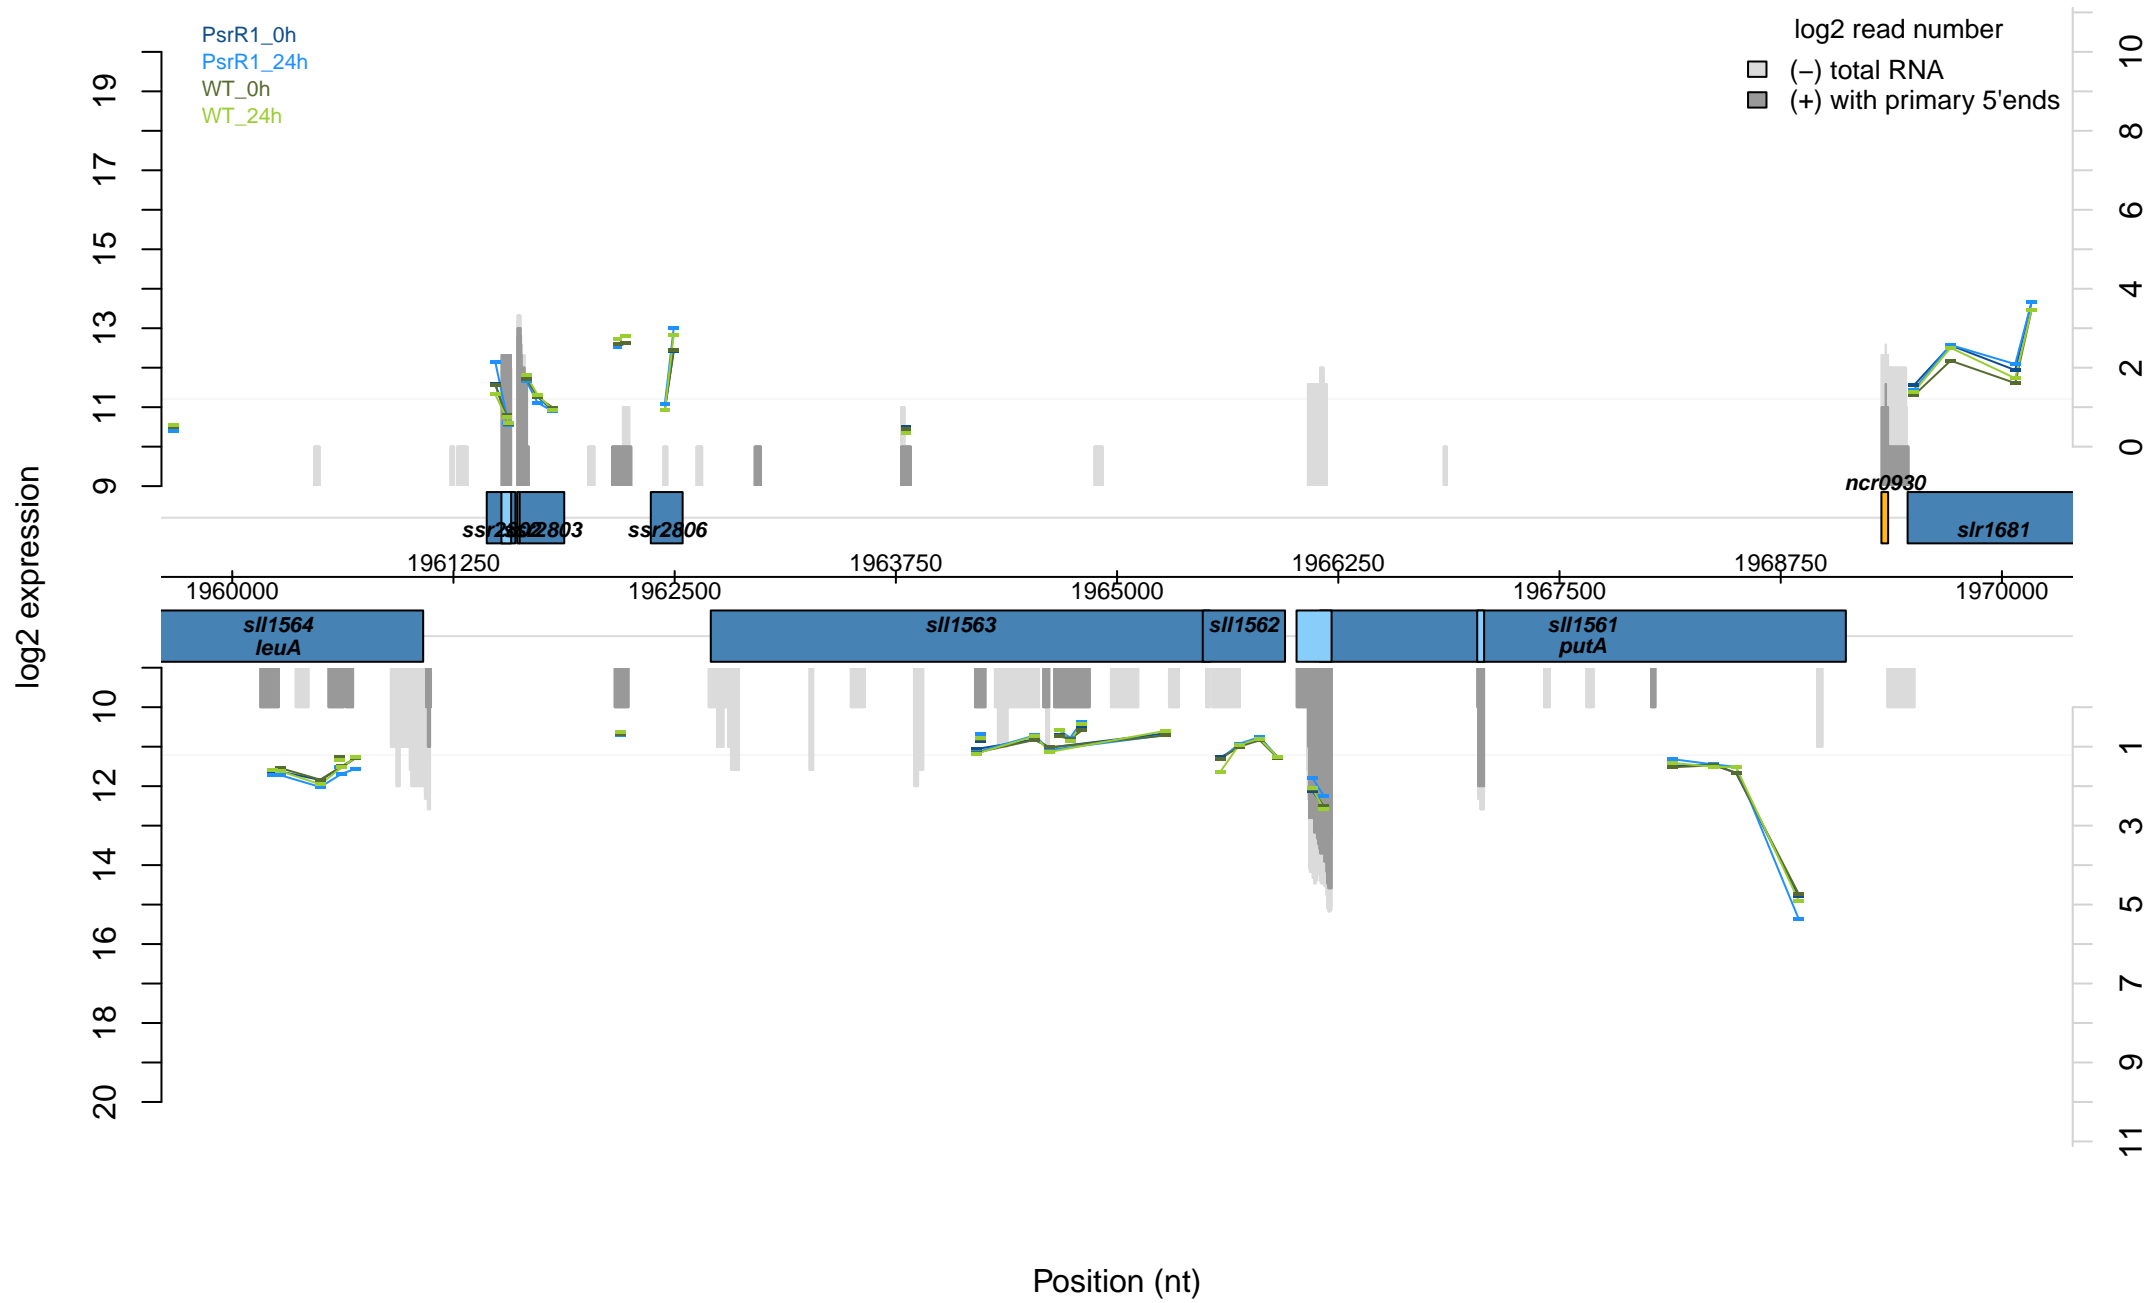 PsrR1_0h
PsrR1_24h
WT_0h
WT_24h
log2 read number
(−) total RNA
(+) with primary 5'ends
19
17
15
13
11
9
10
8
6
4
2
0
log2 expression
ncr0930
ssr2802
ssr2803
ssr2806
slr1681
1961250
1963750
1966250
1968750
1960000
1962500
1965000
1967500
1970000
sll1564
leuA
sll1563
sll1562
sll1561
putA
10
12
14
16
18
20
1
3
5
7
9
11
Position (nt)